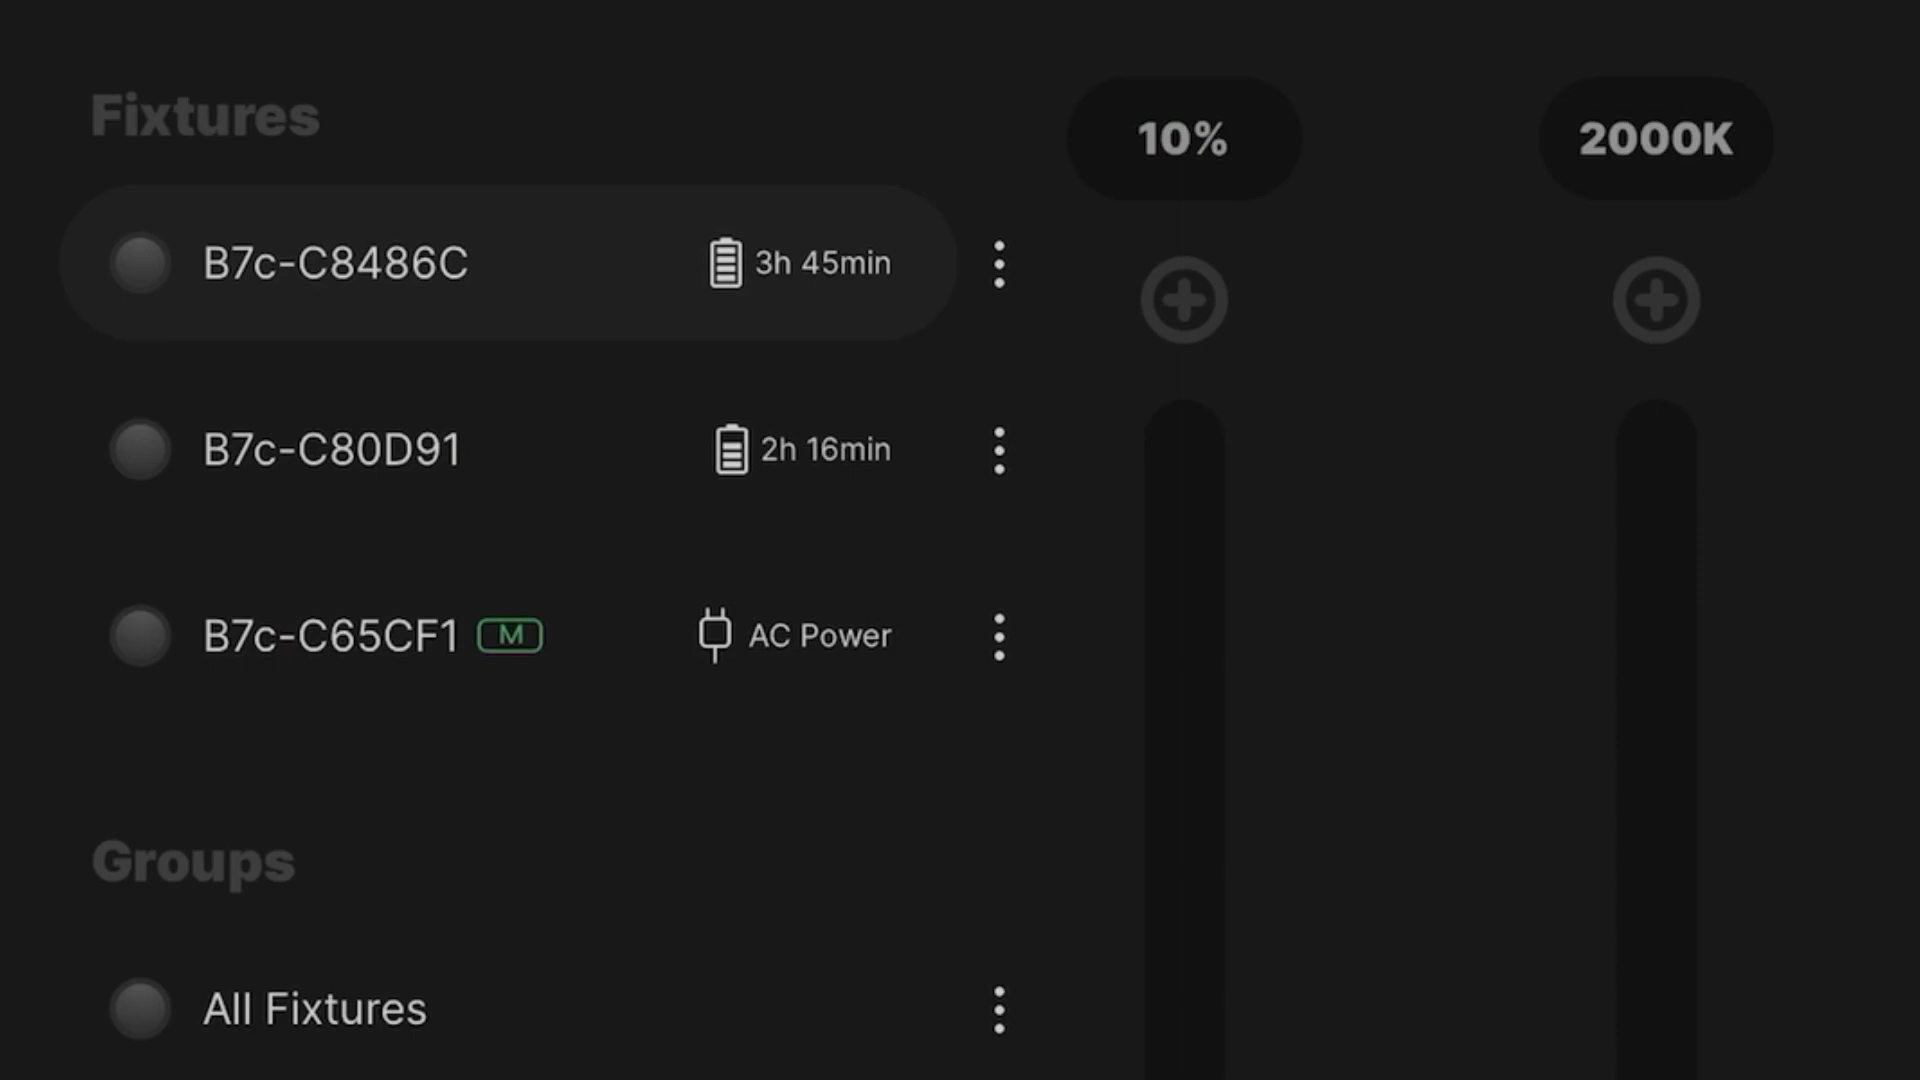 Fixtures
10%
2000K
B7c-C8486C
3h 45min
B7c-C80D91
2h 16min
B7c-C65CF1 M
AC Power
Groups
All Fixtures